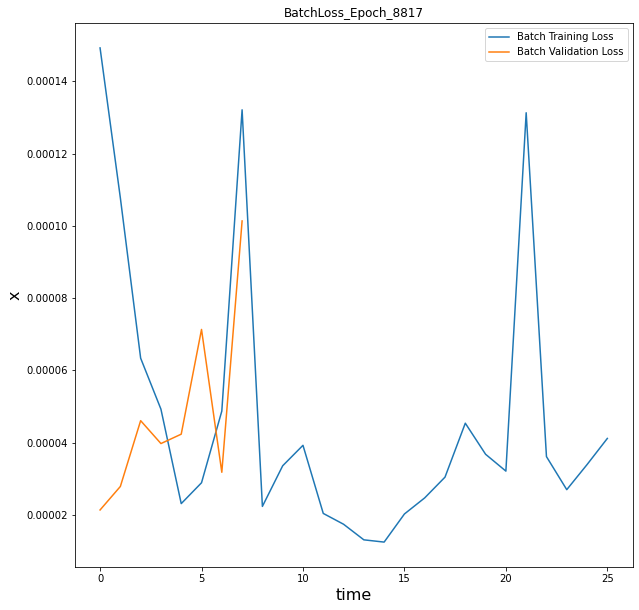 BatchLoss_Epoch_8817
Batch Training Loss
Batch Validation Loss
0.00014
0.00012
0.00010
0.00008
0.00006
0.00004
0.00002
x
0 5 10 15 20 25
time